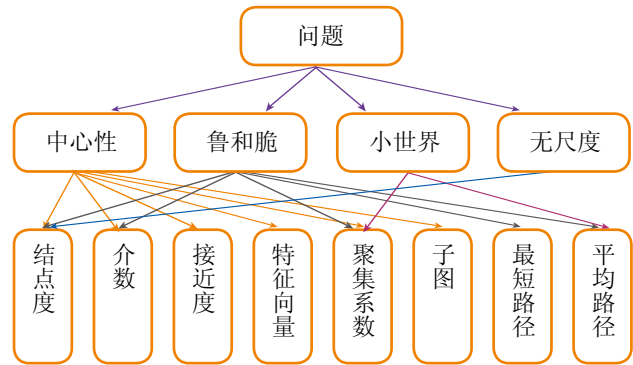 问题
中心性
鲁和脆
小世界
无尺度
结点度
介数
接近度
特征向量
聚集系数
子图
最短路径
平均路径